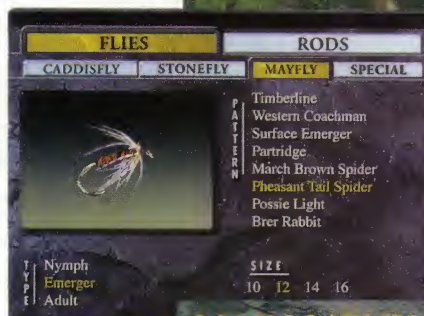 FLIES RODS
CADDISFLY STONEFLY MAYFLY SPECIAL
PATTERN
Timberline
Western Coachman
Surface Emerger
Partridge
March Brown Spider
Pheasant Tail Spider
Possie Light
Brer Rabbit
TYPE
Nymph
Emerger
Adult
SIZE
10 12 14 16